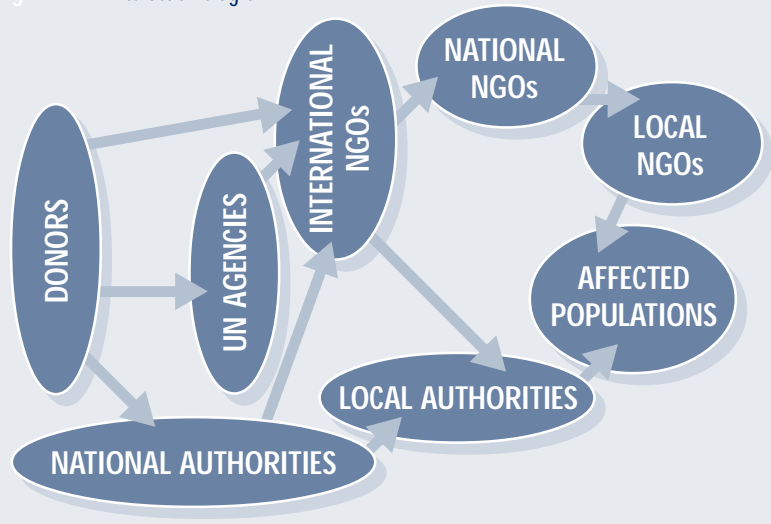 NATIONAL
NGOs
INTERNATIONAL
NGOs
LOCAL
NGOs
DONORS
UN AGENCIES
AFFECTED
POPULATIONS
LOCAL AUTHORITIES
NATIONAL AUTHORITIES